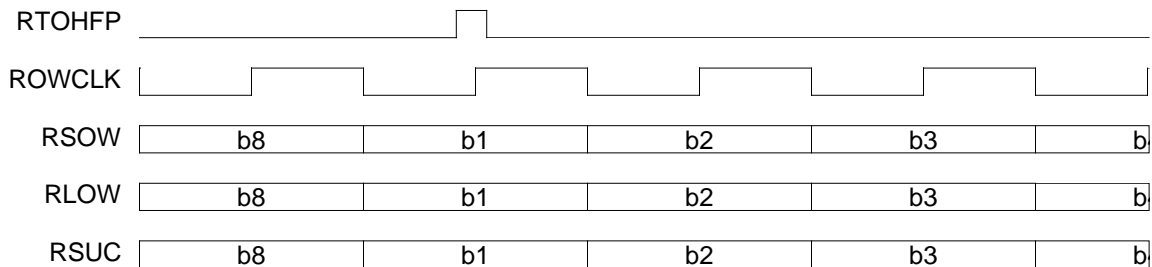 RTOHFP
ROWCLK
RSOW b8 b1 b2 b3
RLOW b8 b1 b2 b3
RSUC b8 b1 b2 b3